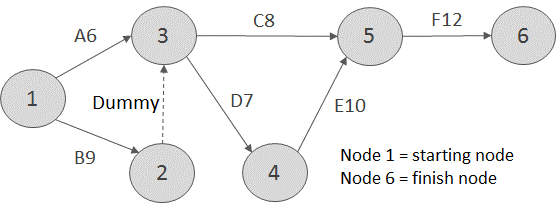 A6
C8
F12
1
3
5
6
Dummy
D7
E10
B9
2
4
Node 1 = starting node
Node 6 = finish node